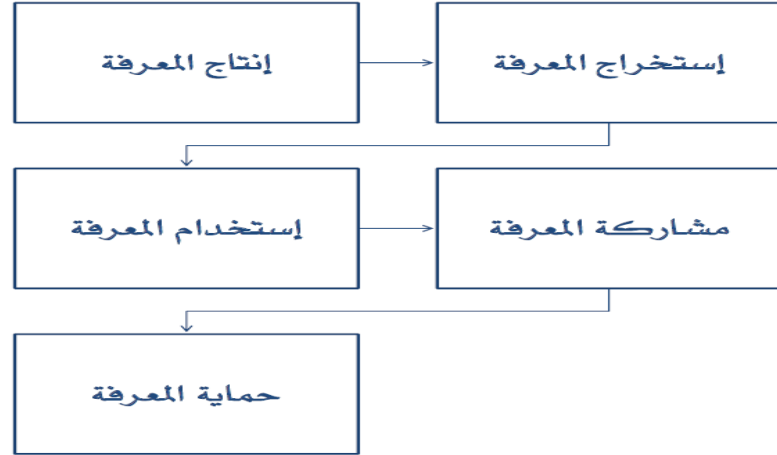 إنتاج المعرفة
إستخراج المعرفة
إستخدام المعرفة
مشاركة المعرفة
حماية المعرفة